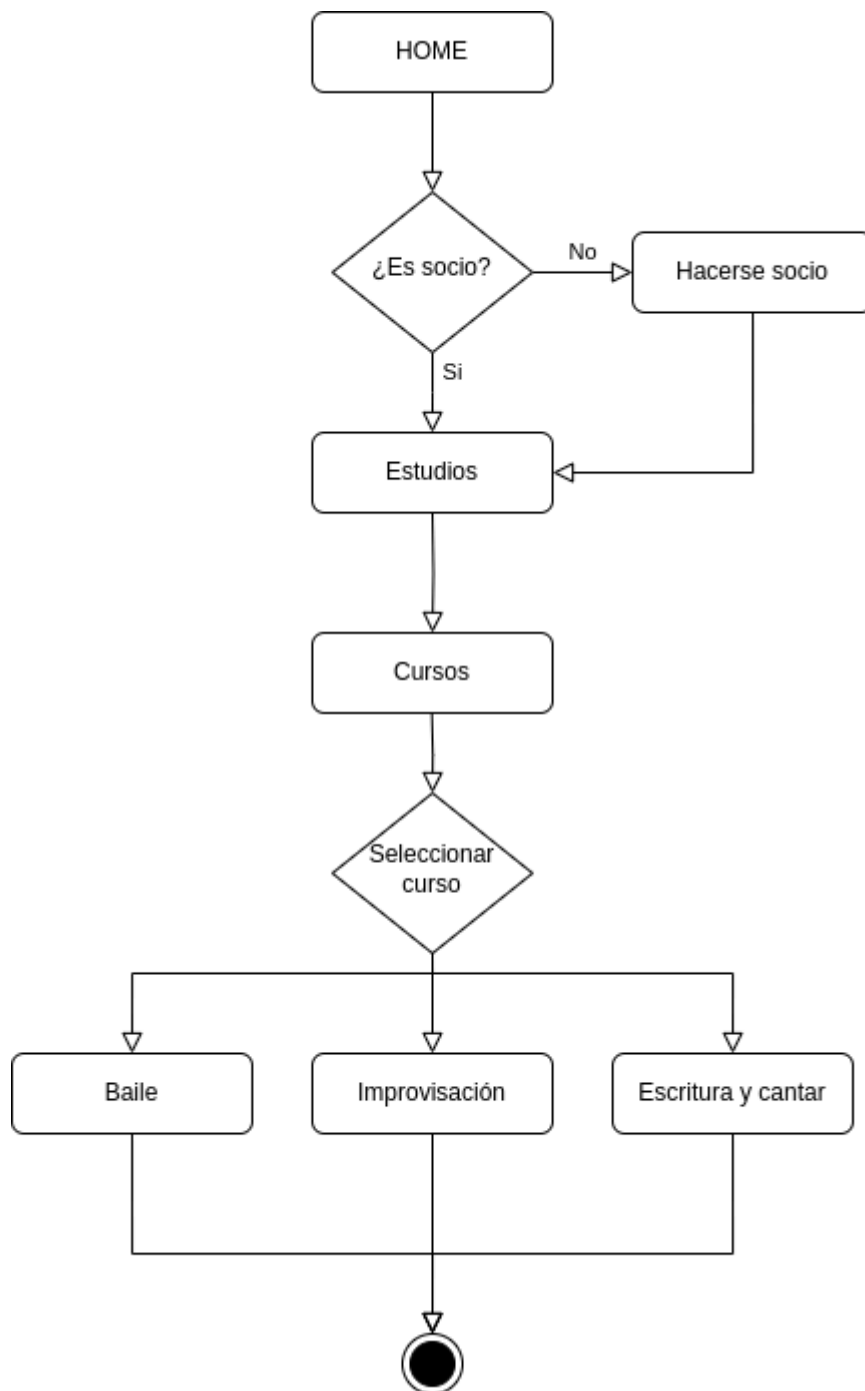 HOME
¿Es socio?
No
Hacerse socio
Si
Estudios
Cursos
Seleccionar
curso
Baile
Improvisación
Escritura y cantar